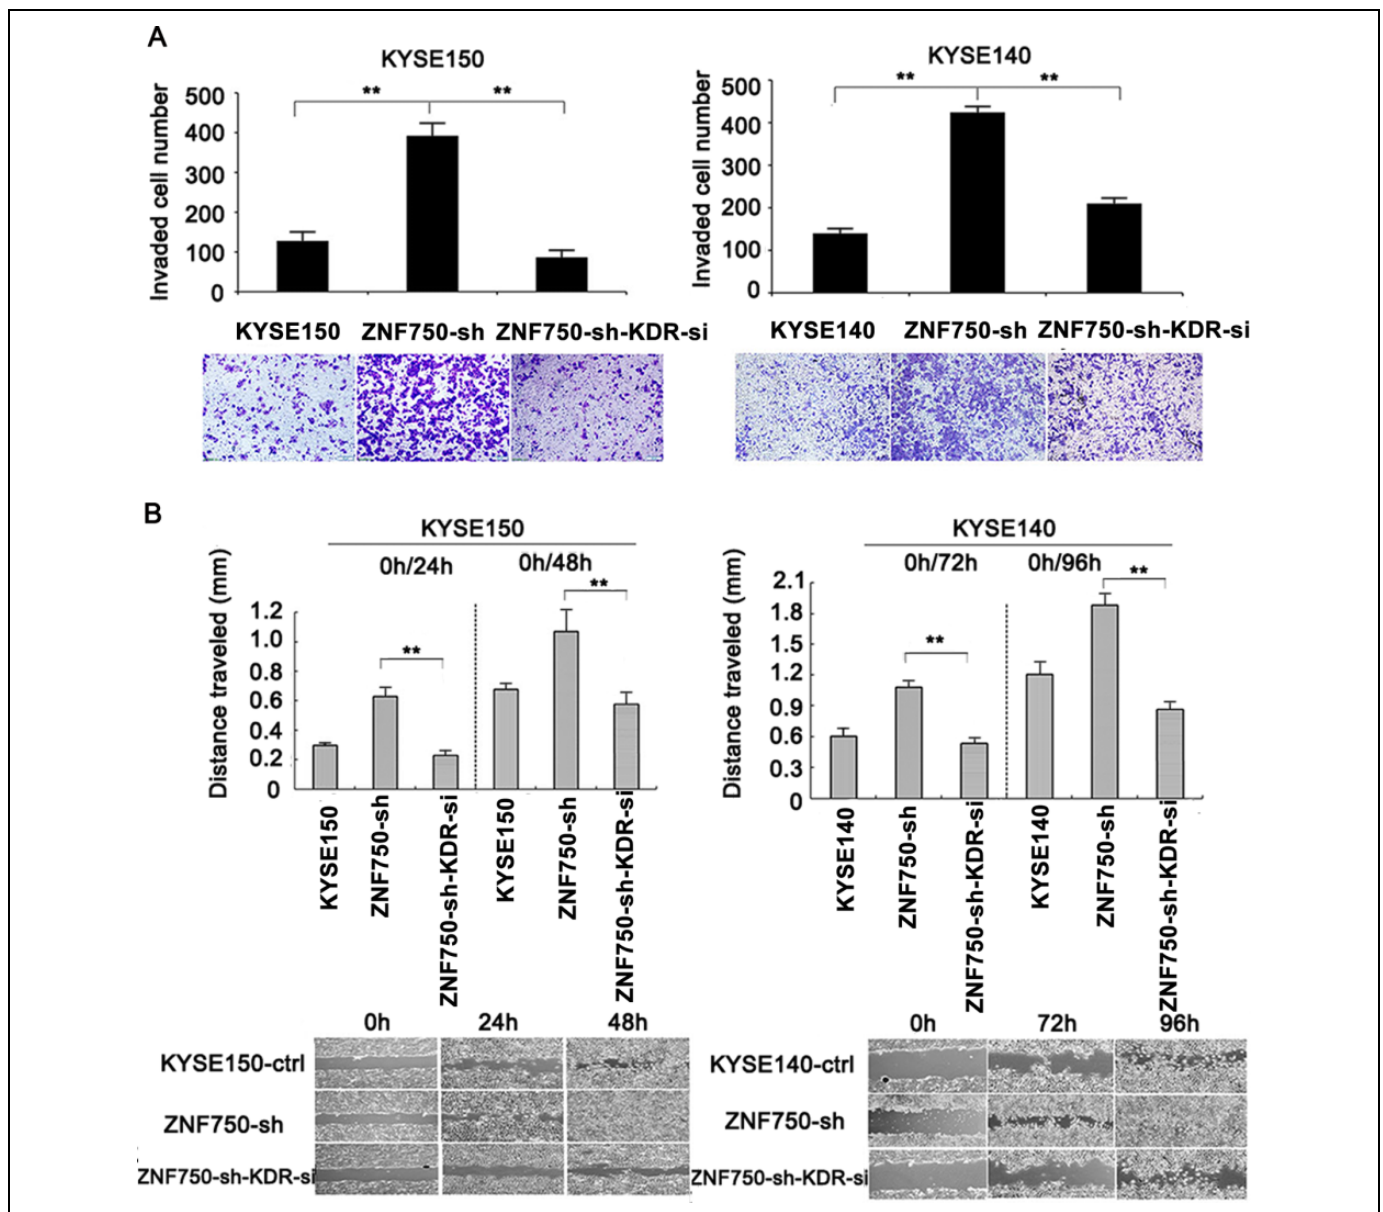 A
KYSE150
Invaded cell number
500
400
300
200
100
0
** **
KYSE150 ZNF750-sh ZNF750-sh-KDR-si
KYSE140
Invaded cell number
500
400
300
200
100
0
** **
KYSE140 ZNF750-sh ZNF750-sh-KDR-si
B
KYSE150
0h/24h 0h/48h
Distance traveled (mm)
1.2
1.0
0.8
0.6
0.4
0.2
0
** **
KYSE150
ZNF750-sh
ZNF750-sh-KDR-si
KYSE150
ZNF750-sh
ZNF750-sh-KDR-si
0h 24h 48h
KYSE150-ctrl
ZNF750-sh
ZNF750-sh-KDR-si
KYSE140
0h/72h 0h/96h
Distance traveled (mm)
2.1
1.8
1.5
1.2
0.9
0.6
0.3
0
** **
KYSE140
ZNF750-sh
ZNF750-sh-KDR-si
KYSE140
ZNF750-sh
ZNF750-sh-KDR-si
0h 72h 96h
KYSE140-ctrl
ZNF750-sh
ZNF750-sh-KDR-si